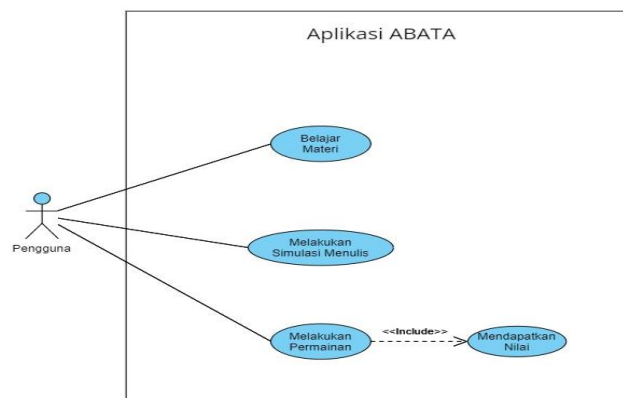 Aplikasi ABATA
Belajar
Materi
Pengguna
Melakukan
Simulasi Menulis
Melakukan
Permainan
<<Include>>
Mendapatkan
Nilai